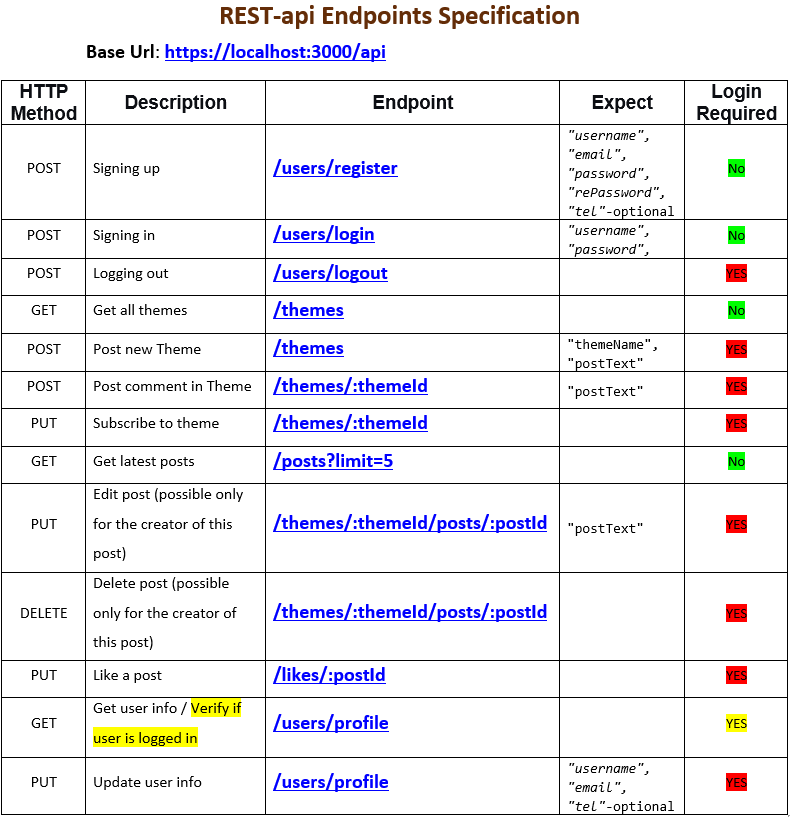 REST-api Endpoints Specification
Base Url: https://localhost:3000/api
HTTP Method Description Endpoint Expect Login Required
POST Signing up /users/register "username",
"email",
"password",
"rePassword",
"tel"-optional No
POST Signing in /users/login "username",
"password", No
POST Logging out /users/logout YES
GET Get all themes /themes No
POST Post new Theme /themes "themeName",
"postText" YES
POST Post comment in Theme /themes/:themeId "postText" YES
PUT Subscribe to theme /themes/:themeId YES
GET Get latest posts /posts?limit=5 No
PUT Edit post (possible only
for the creator of this
post) /themes/:themeId/posts/:postId "postText" YES
DELETE Delete post (possible
only for the creator of
this post) /themes/:themeId/posts/:postId YES
PUT Like a post /likes/:postId YES
GET Get user info / Verify if
user is logged in /users/profile YES
PUT Update user info /users/profile "username",
"email",
"tel"-optional YES